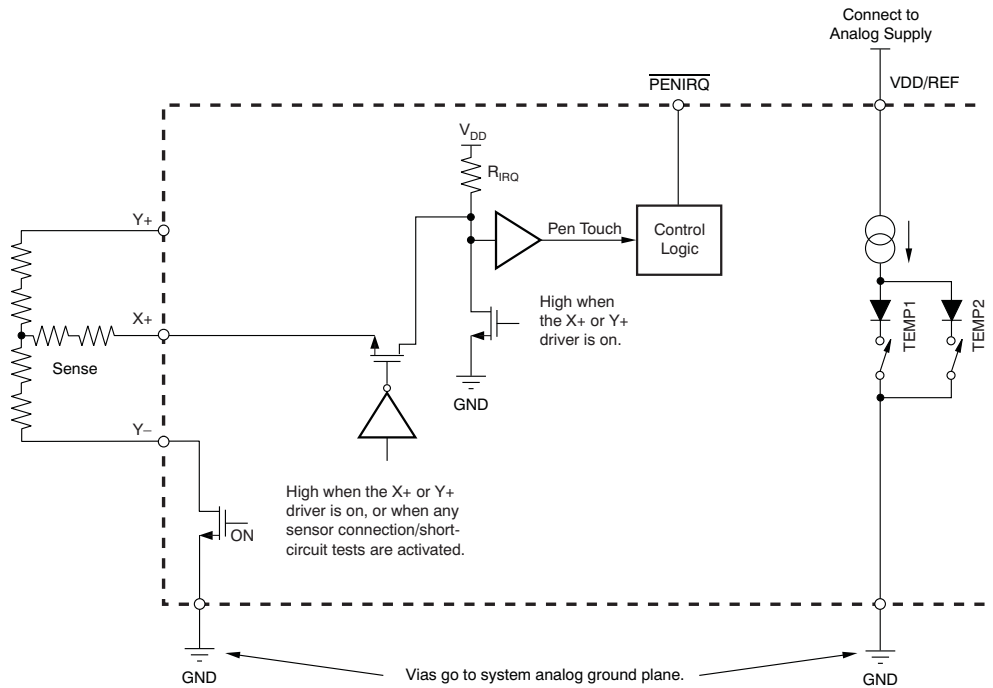 Connect to
Analog Supply
PENIRQ
VDD/REF
VDD
RIRQ
Y+
Pen Touch
Control
Logic
High when
the X+ or Y+
driver is on.
TEMP1
TEMP2
X+
Sense
GND
Y–
High when the X+ or Y+
driver is on, or when any
sensor connection/short-
circuit tests are activated.
ON
GND
Vias go to system analog ground plane.
GND